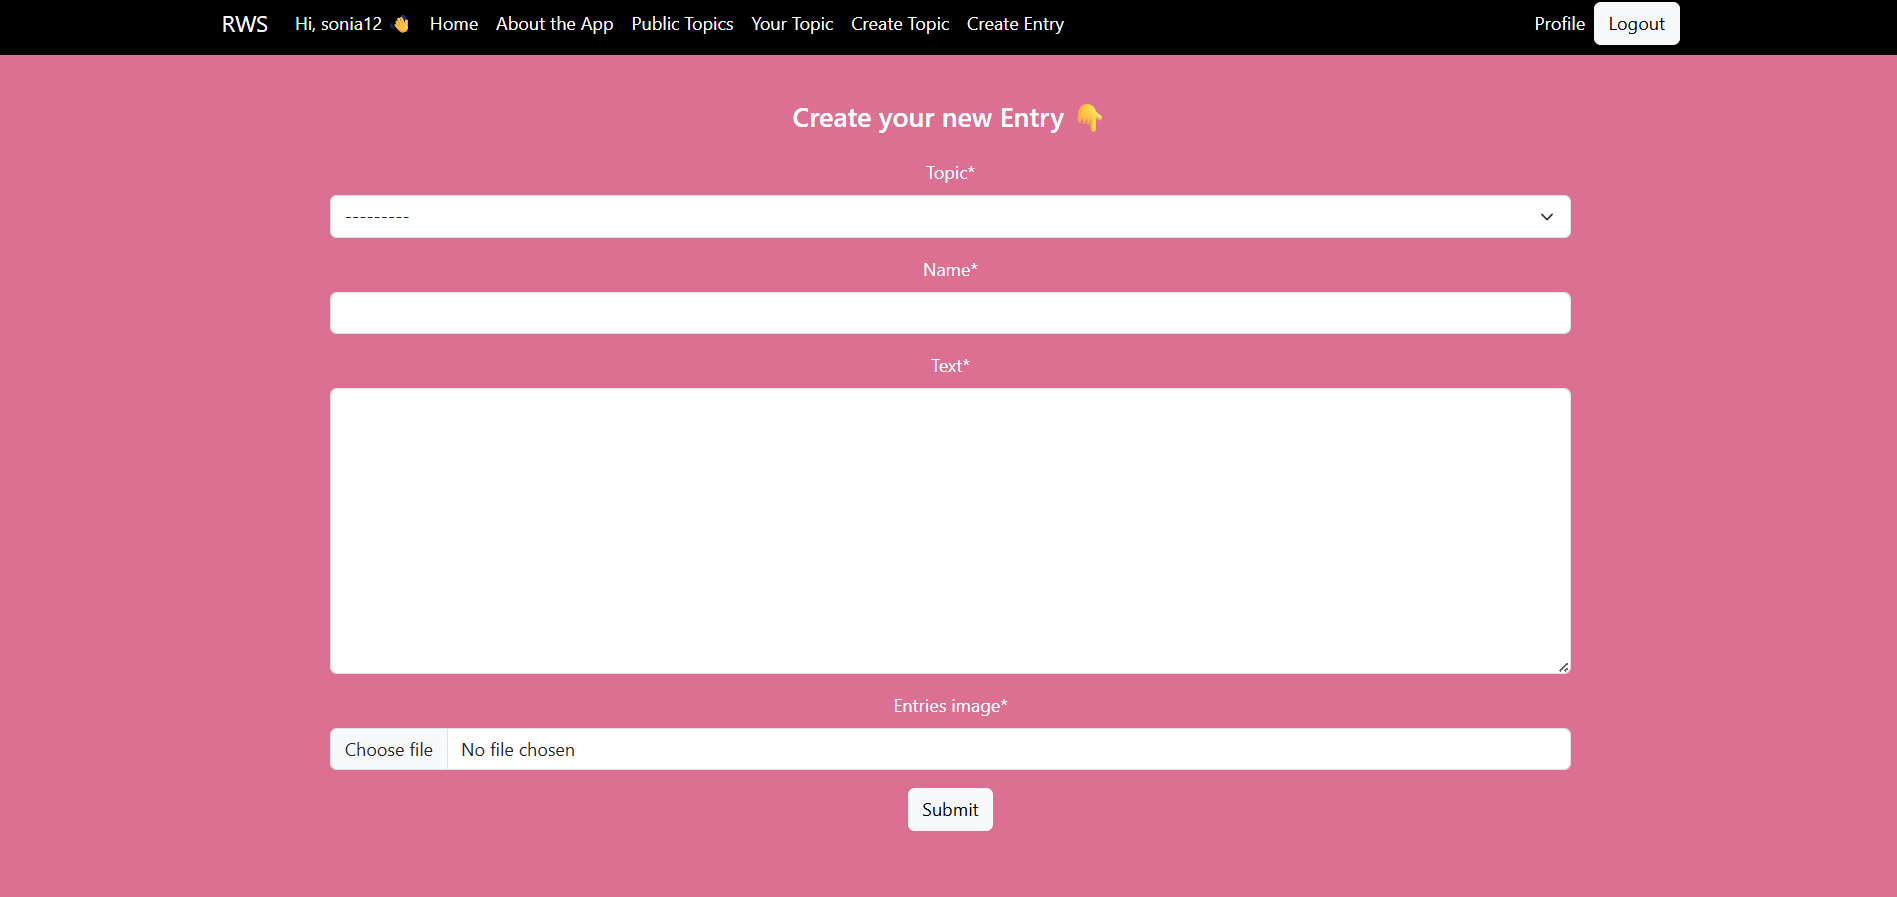 RWS Hi, sonia12 👋 Home About the App Public Topics Your Topic Create Topic Create Entry Profile Logout
Create your new Entry 👇
Topic*
---------
Name*
Text*
Entries image*
Choose file No file chosen
Submit